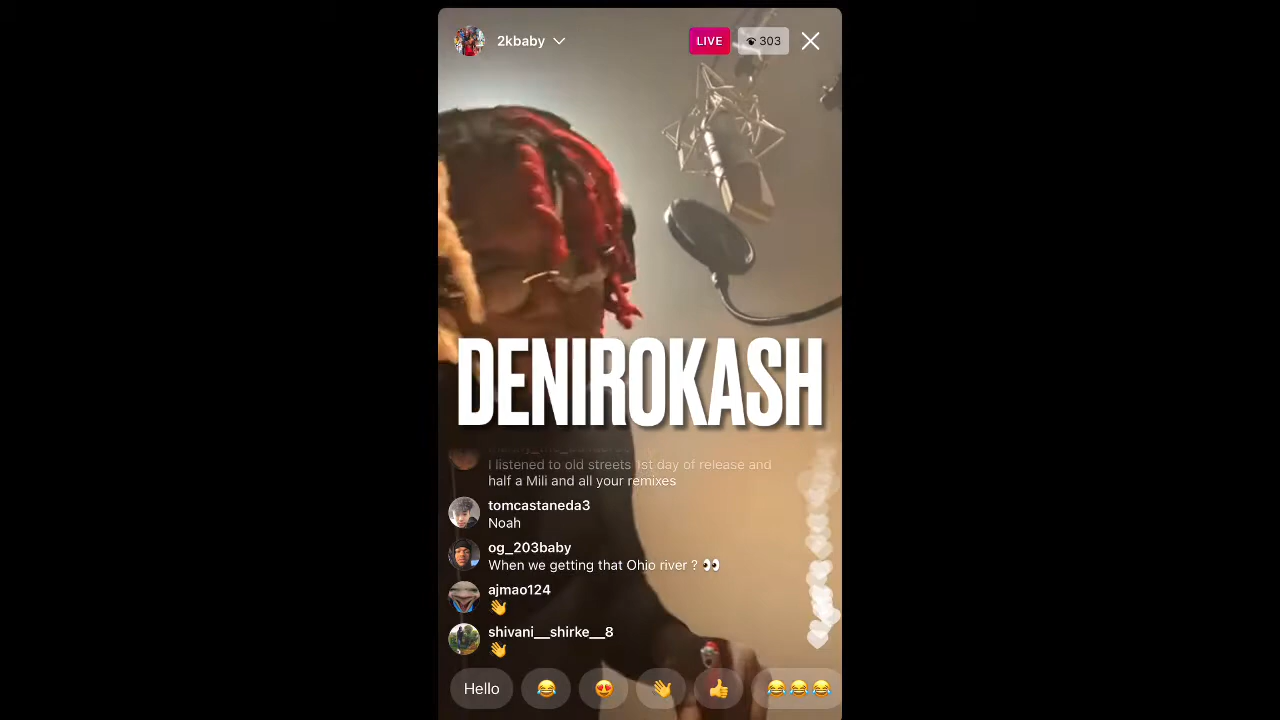 2kbaby
LIVE
303
DENIROKASH
I listened to old streets 1st day of release and
half a Mili and all your remixes
tomcastaneda3
Noah
og_203baby
When we getting that Ohio river ? 👀
ajmao124
👋
shivani__shirke__8
👋
Hello 😂 😍 👋 👍 😂😂😂